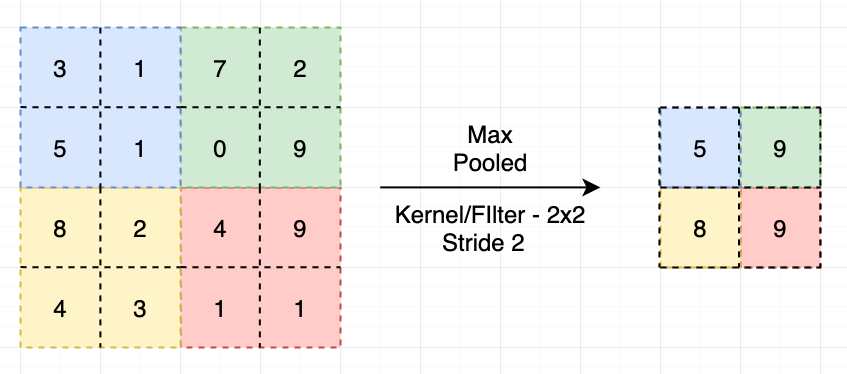 3 1 7 2
5 1 0 9
8 2 4 9
4 3 1 1
Max
Pooled
Kernel/FIlter - 2x2
Stride 2
5 9
8 9